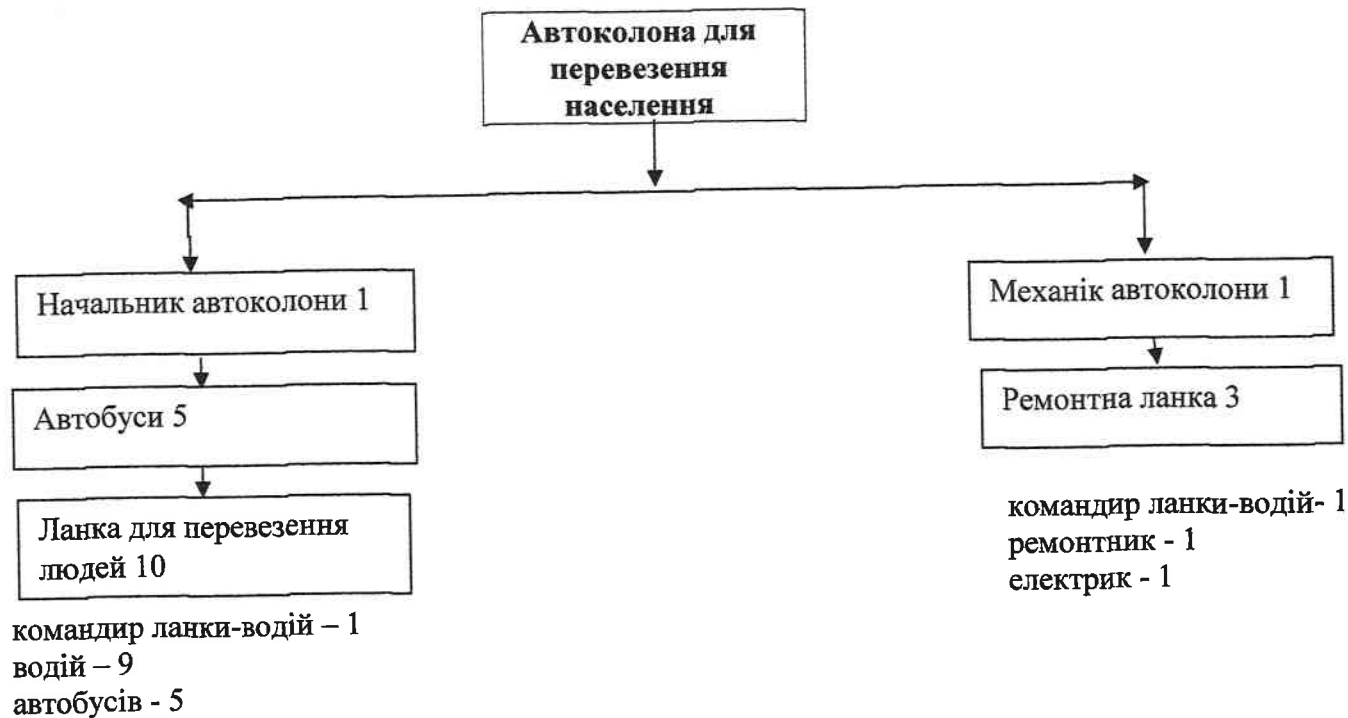 Автоколона для
перевезення
населення
Начальник автоколони 1
Механік автоколони 1
Автобуси 5
Ремонтна ланка 3
Ланка для перевезення
людей 10
командир ланки-водій – 1
водій – 9
автобусів - 5
командир ланки-водій- 1
ремонтник - 1
електрик - 1